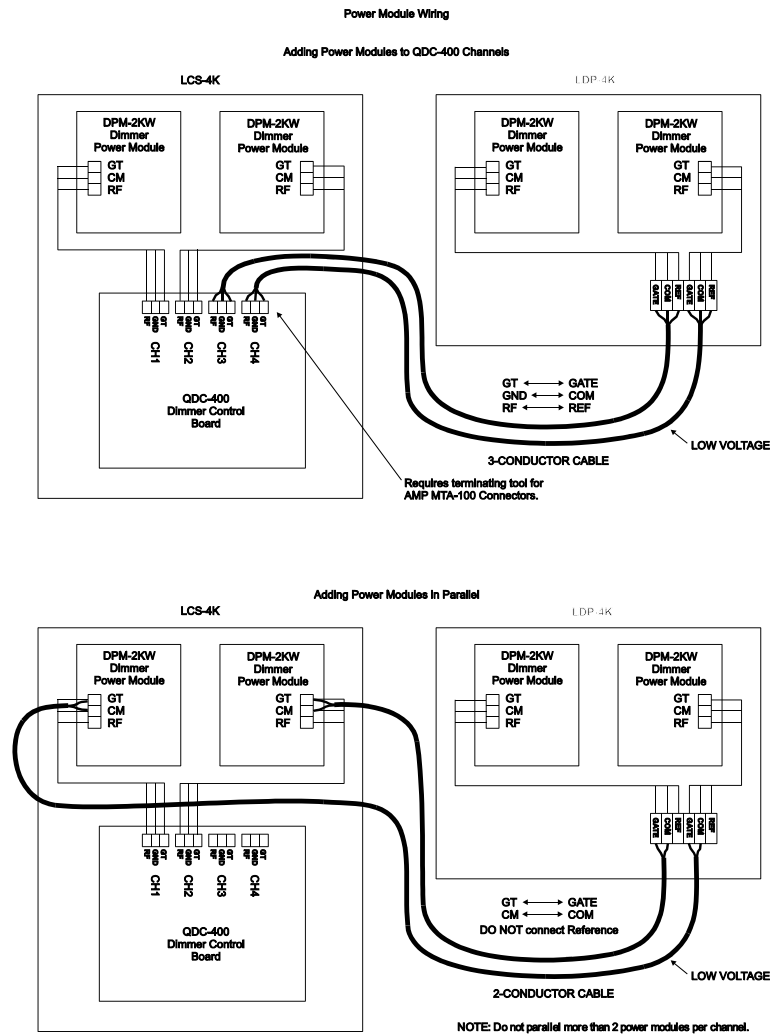 Power Module Wiring
Adding Power Modules to QDC-400 Channels
LCS-4K
LDP-4K
DPM-2KW
Dimmer
Power Module
GT
CM
RF
DPM-2KW
Dimmer
Power Module
GT
CM
RF
DPM-2KW
Dimmer
Power Module
GT
CM
RF
DPM-2KW
Dimmer
Power Module
GT
CM
RF
GATE
COM
REF
GATE
COM
REF
RF
GND
GT
CH1
RF
GND
GT
CH2
RF
GND
GT
CH3
RF
GND
GT
CH4
QDC-400
Dimmer Control
Board
GT GATE
GND COM
RF REF
LOW VOLTAGE
3-CONDUCTOR CABLE
Requires terminating tool for
AMP MTA-100 Connectors.
Adding Power Modules in Parallel
LCS-4K
LDP-4K
DPM-2KW
Dimmer
Power Module
GT
CM
RF
DPM-2KW
Dimmer
Power Module
GT
CM
RF
DPM-2KW
Dimmer
Power Module
GT
CM
RF
DPM-2KW
Dimmer
Power Module
GT
CM
RF
GATE
COM
REF
GATE
COM
REF
RF
GND
GT
CH1
RF
GND
GT
CH2
RF
GND
GT
CH3
RF
GND
GT
CH4
QDC-400
Dimmer Control
Board
GT GATE
CM COM
DO NOT connect Reference
LOW VOLTAGE
2-CONDUCTOR CABLE
NOTE: Do not parallel more than 2 power modules per channel.